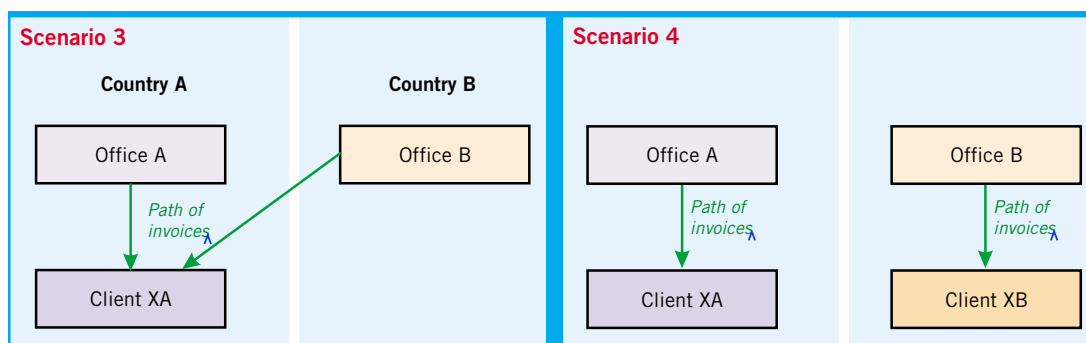 Scenario 3
Scenario 4
Country A
Country B
Office A
Office B
Office A
Office B
Path of
invoices
Path of
invoices
Path of
invoices
Client XA
Client XA
Client XB